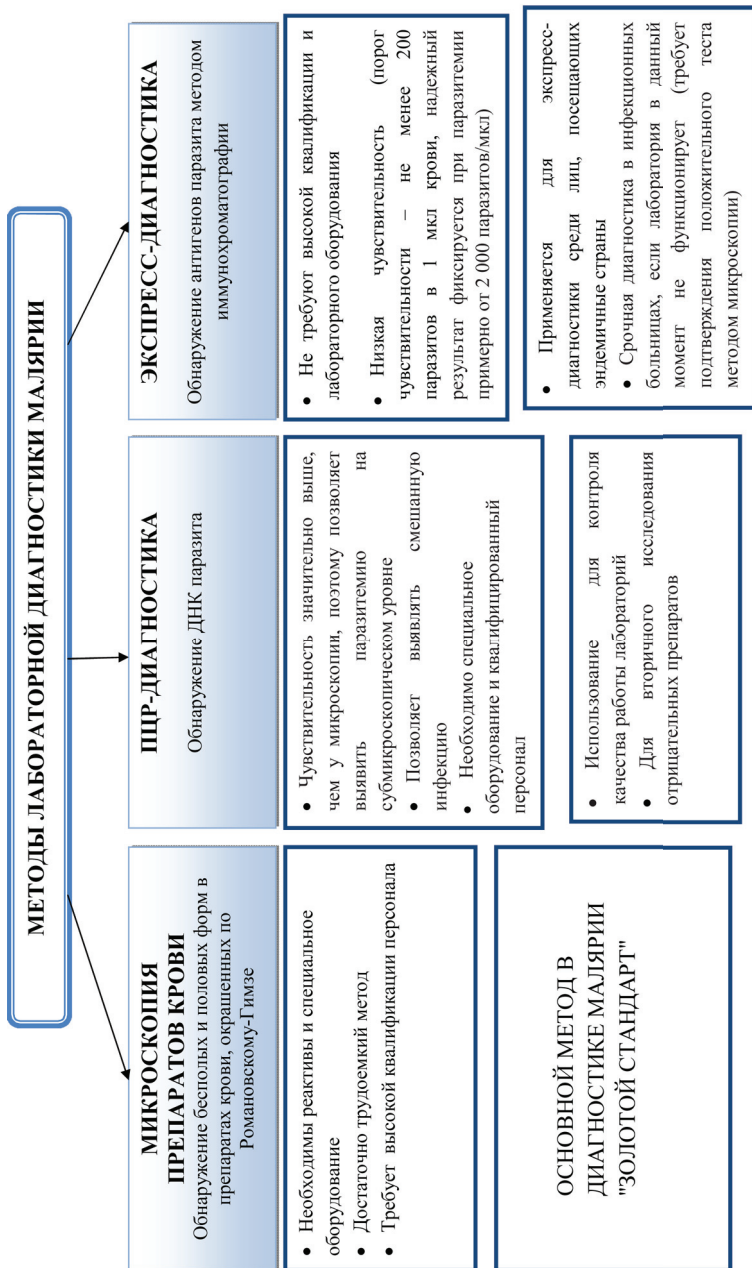 МЕТОДЫ ЛАБОРАТОРНОЙ ДИАГНОСТИКИ МАЛЯРИИ
МИКРОСКОПИЯ
ПРЕПАРАТОВ КРОВИ
Обнаружение бесполых и половых форм в
препаратах крови, окрашенных по
Романовскому-Гимзе
• Необходимы реактивы и специальное
оборудование
• Достаточно трудоемкий метод
• Требует высокой квалификации персонала
ОСНОВНОЙ МЕТОД В
ДИАГНОСТИКЕ МАЛЯРИИ
"ЗОЛОТОЙ СТАНДАРТ"
ПЦР-ДИАГНОСТИКА
Обнаружение ДНК паразита
• Чувствительность значительно выше,
чем у микроскопии, поэтому позволяет
выявить паразитемию на
субмикроскопическом уровне
• Позволяет выявлять смешанную
инфекцию
• Необходимо специальное
оборудование и квалифицированный
персонал
• Использование для контроля
качества работы лабораторий
• Для вторичного исследования
отрицательных препаратов
ЭКСПРЕСС-ДИАГНОСТИКА
Обнаружение антигенов паразита методом
иммунохроматографии
• Не требуют высокой квалификации и
лабораторного оборудования
• Низкая чувствительность (порог
чувствительности – не менее 200
паразитов в 1 мкл крови, надежный
результат фиксируется при паразитемии
примерно от 2 000 паразитов/мкл)
• Применяется для экспресс-
диагностики среди лиц, посещающих
эндемичные страны
• Срочная диагностика в инфекционных
больницах, если лаборатория в данный
момент не функционирует (требует
подтверждения положительного теста
методом микроскопии)